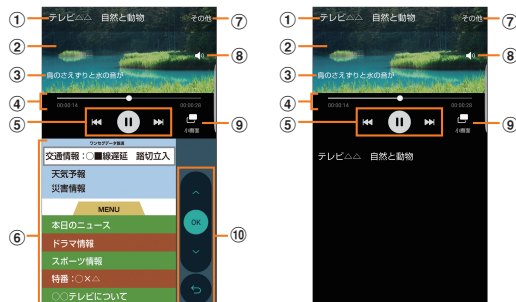 ① テレビ△△ 自然と動物 その他 ⑦
②
⑧
③ 鳥のさえずりと水の音が
④
00:00:14 00:00:28
⑤ 小画面 ⑨
⑥
ワンセグデータ放送
交通情報:○■線遅延 踏切立入
天気予報
災害情報
MENU
本日のニュース
ドラマ情報
スポーツ情報
特番:○×△
○○テレビについて
OK
⑩
① テレビ△△ 自然と動物 その他 ⑦
②
⑧
③ 鳥のさえずりと水の音が
④
00:00:14 00:00:28
⑤ 小画面 ⑨
テレビ△△ 自然と動物